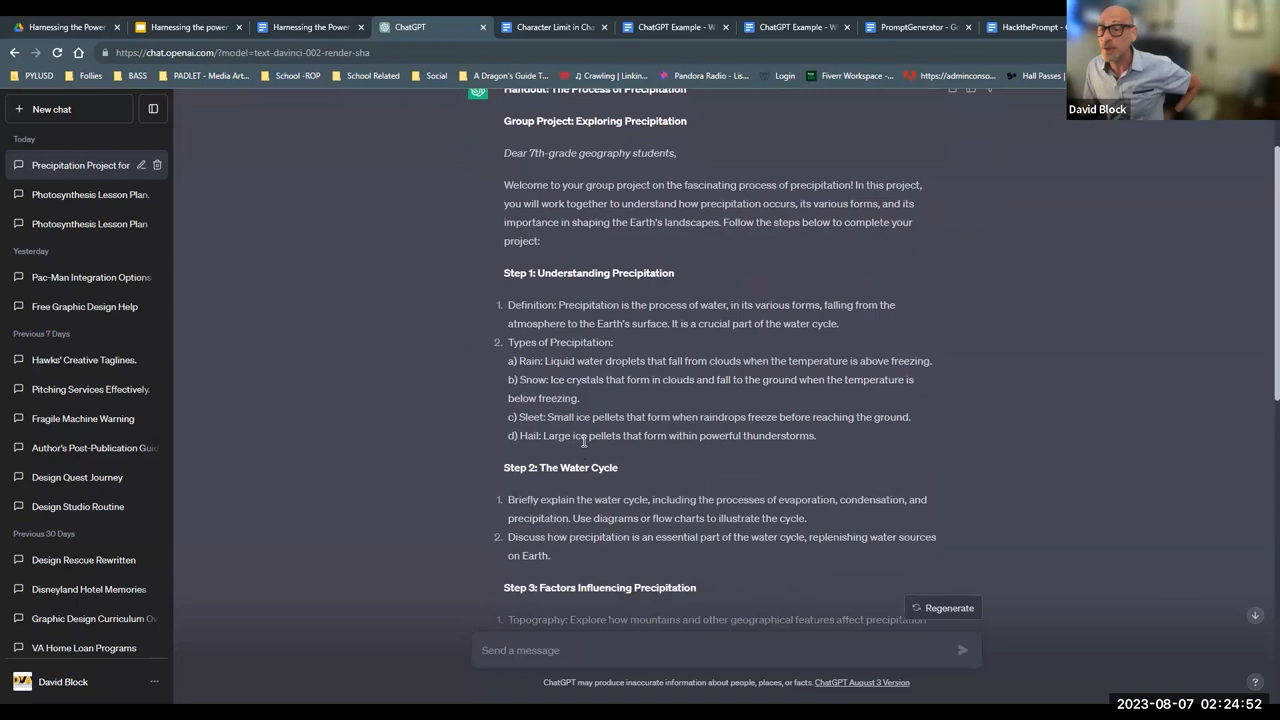 Harnessing the Powe
Harnessing the power
Harnessing the Power
ChatGPT
Character Limit in Cha
ChatGPT Example - W
ChatGPT Example - W
PromptGenerator - Go
HackthePrompt - G
https://chat.openai.com/?model=text-davinci-002-render-sha
PYLUSD
Follies
BASS
PADLET - Media Art...
School -ROP
School Related
Social
A Dragon's Guide T...
♫ Crawling | Linkin...
Pandora Radio - Lis...
Login
Fiverr Workspace -...
https://adminconso...
Hall Passes
David Block
New chat
Today
Precipitation Project for
Photosynthesis Lesson Plan.
Photosynthesis Lesson Plan
Yesterday
Pac-Man Integration Options
Free Graphic Design Help
Previous 7 Days
Hawks' Creative Taglines.
Pitching Services Effectively.
Fragile Machine Warning
Author's Post-Publication Guid
Design Quest Journey
Design Studio Routine
Previous 30 Days
Design Rescue Rewritten
Disneyland Hotel Memories
Graphic Design Curriculum Ov
VA Home Loan Programs
David Block
Handout: The Process of Precipitation
Group Project: Exploring Precipitation
Dear 7th-grade geography students,
Welcome to your group project on the fascinating process of precipitation! In this project,
you will work together to understand how precipitation occurs, its various forms, and its
importance in shaping the Earth's landscapes. Follow the steps below to complete your
project:
Step 1: Understanding Precipitation
1. Definition: Precipitation is the process of water, in its various forms, falling from the
atmosphere to the Earth's surface. It is a crucial part of the water cycle.
2. Types of Precipitation:
a) Rain: Liquid water droplets that fall from clouds when the temperature is above freezing.
b) Snow: Ice crystals that form in clouds and fall to the ground when the temperature is
below freezing.
c) Sleet: Small ice pellets that form when raindrops freeze before reaching the ground.
d) Hail: Large ice pellets that form within powerful thunderstorms.
Step 2: The Water Cycle
1. Briefly explain the water cycle, including the processes of evaporation, condensation, and
precipitation. Use diagrams or flow charts to illustrate the cycle.
2. Discuss how precipitation is an essential part of the water cycle, replenishing water sources
on Earth.
Step 3: Factors Influencing Precipitation
1. Topography: Explore how mountains and other geographical features affect precipitation
Regenerate
Send a message
ChatGPT may produce inaccurate information about people, places, or facts. ChatGPT August 3 Version
?
2023-08-07 02:24:52